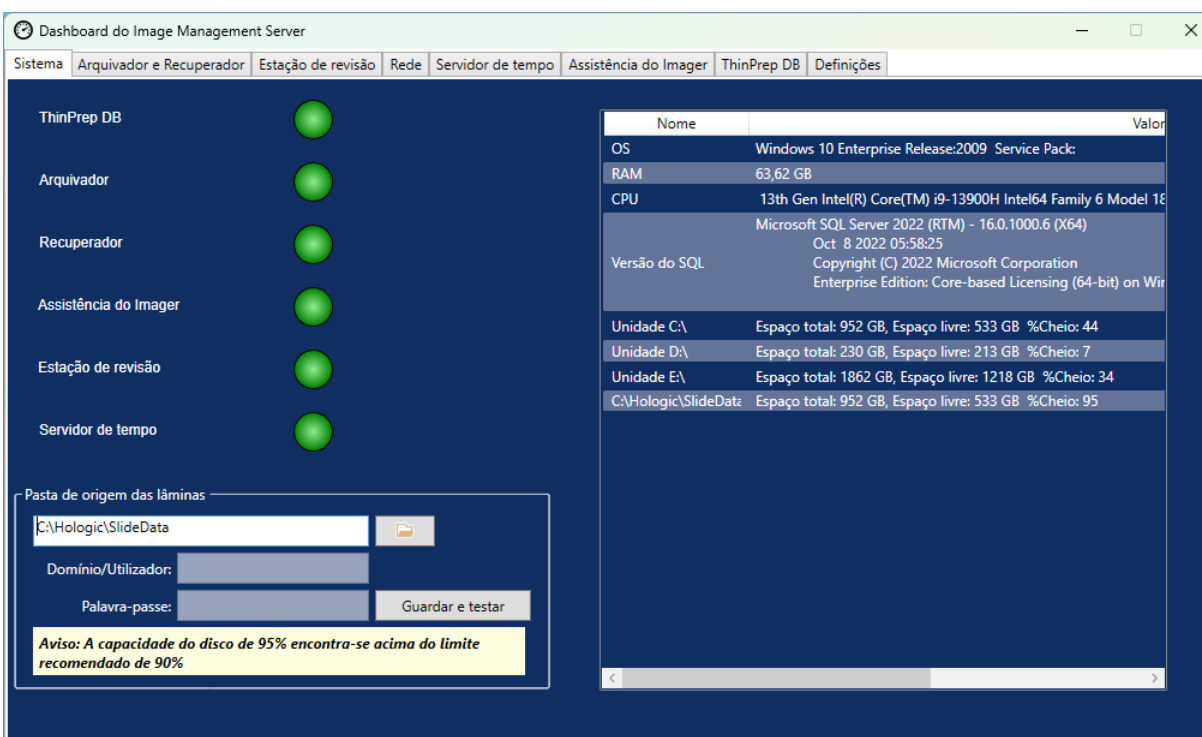 Dashboard do Image Management Server
Sistema Arquivador e Recuperador Estação de revisão Rede Servidor de tempo Assistência do Imager ThinPrep DB Definições
ThinPrep DB
Arquivador
Recuperador
Assistência do Imager
Estação de revisão
Servidor de tempo
Pasta de origem das lâminas
C:\Hologic\SlideData
Domínio/Utilizador:
Palavra-passe:
Guardar e testar
Aviso: A capacidade do disco de 95% encontra-se acima do limite
recomendado de 90%
Nome Valor
OS Windows 10 Enterprise Release:2009 Service Pack:
RAM 63,62 GB
CPU 13th Gen Intel(R) Core(TM) i9-13900H Intel64 Family 6 Model 18
Versão do SQL
Microsoft SQL Server 2022 (RTM) - 16.0.1000.6 (X64)
Oct 8 2022 05:58:25
Copyright (C) 2022 Microsoft Corporation
Enterprise Edition: Core-based Licensing (64-bit) on Wir
Unidade C:\ Espaço total: 952 GB, Espaço livre: 533 GB %Cheio: 44
Unidade D:\ Espaço total: 230 GB, Espaço livre: 213 GB %Cheio: 7
Unidade E:\ Espaço total: 1862 GB, Espaço livre: 1218 GB %Cheio: 34
C:\Hologic\SlideData Espaço total: 952 GB, Espaço livre: 533 GB %Cheio: 95